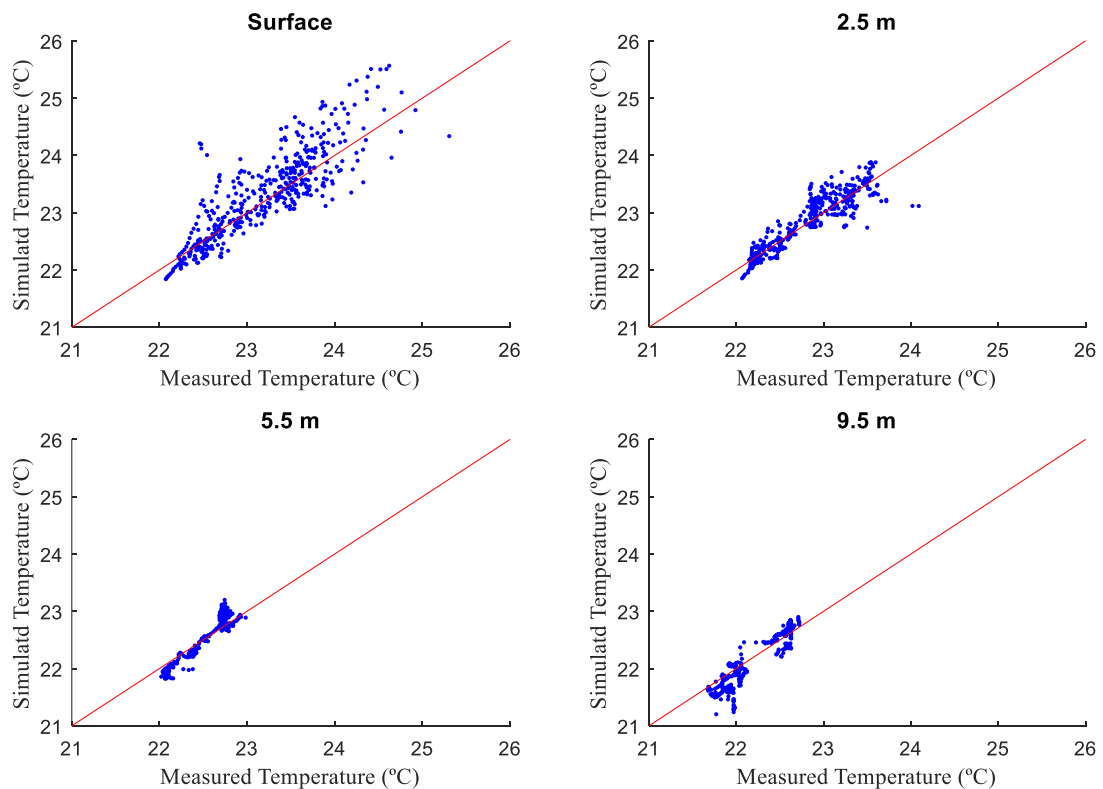 Surface
26
25
24
23
22
21
Simulatd Temperature (ºC)
21 22 23 24 25 26
Measured Temperature (ºC)
2.5 m
26
25
24
23
22
21
Simulatd Temperature (ºC)
21 22 23 24 25 26
Measured Temperature (ºC)
5.5 m
26
25
24
23
22
21
Simulatd Temperature (ºC)
21 22 23 24 25 26
Measured Temperature (ºC)
9.5 m
26
25
24
23
22
21
Simulatd Temperature (ºC)
21 22 23 24 25 26
Measured Temperature (ºC)